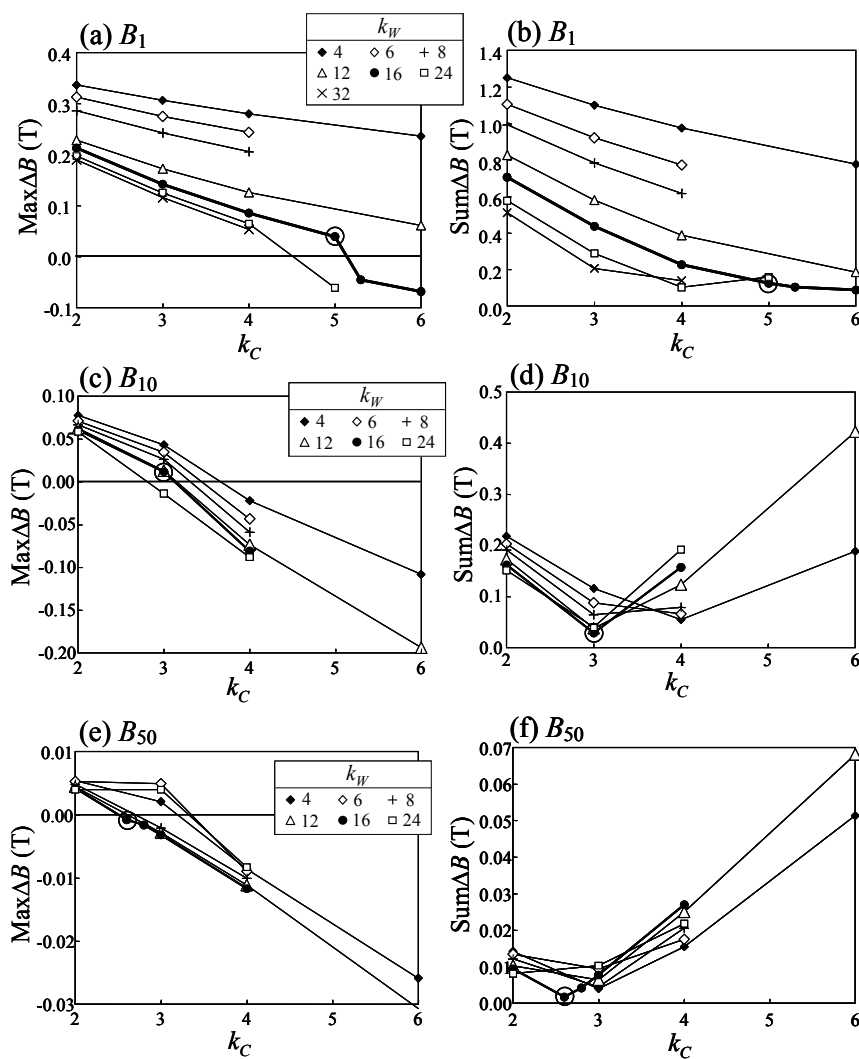 (a) B1
kW
4 6 8
12 16 24
32
(b) B1
0.4
0.3
0.2
0.1
0.0
-0.1
MaxΔB (T)
2 3 4 5 6
kC
1.4
1.2
1.0
0.8
0.6
0.4
0.2
0.0
SumΔB (T)
2 3 4 5 6
kC
(c) B10
kW
4 6 8
12 16 24
(d) B10
0.10
0.05
0.00
-0.05
-0.10
-0.15
-0.20
MaxΔB (T)
2 3 4 5 6
kC
0.5
0.4
0.3
0.2
0.1
0.0
SumΔB (T)
2 3 4 5 6
kC
(e) B50
kW
4 6 8
12 16 24
(f) B50
0.01
0.00
-0.01
-0.02
-0.03
MaxΔB (T)
2 3 4 5 6
kC
0.07
0.06
0.05
0.04
0.03
0.02
0.01
0.00
SumΔB (T)
2 3 4 5 6
kC